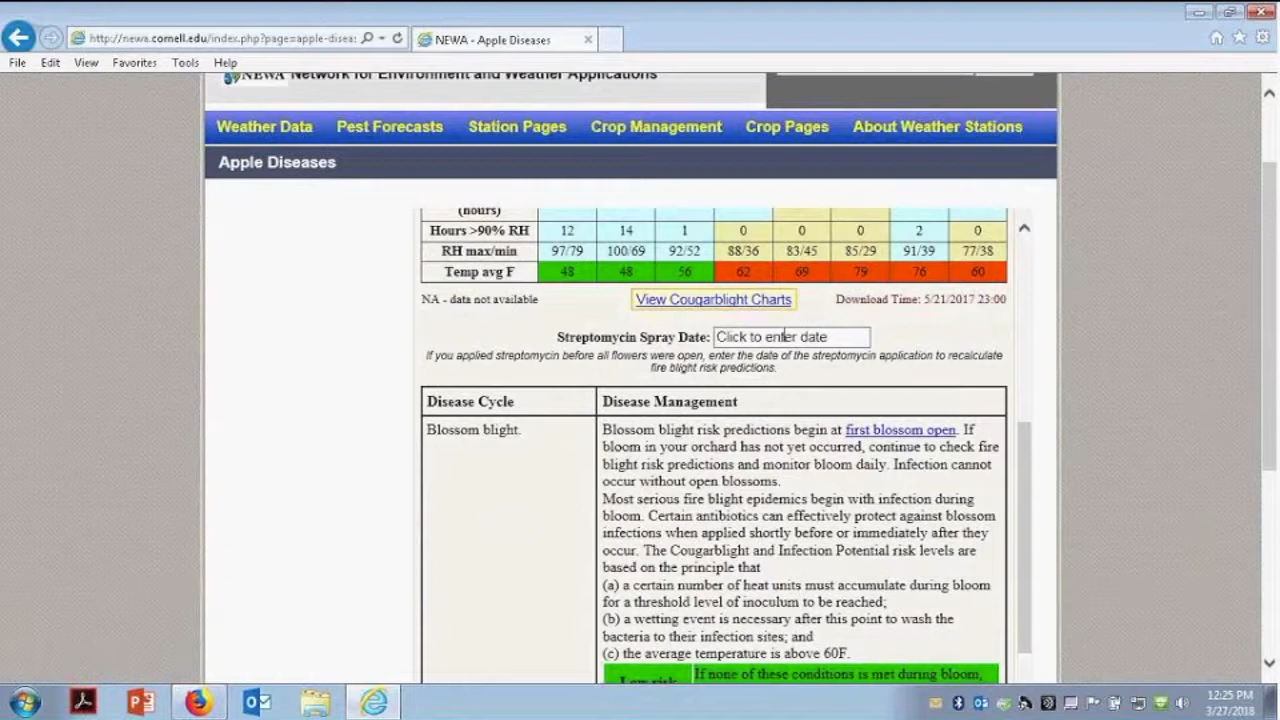 http://newa.cornell.edu/index.php?page=apple-disea:
NEWA - Apple Diseases
File Edit View Favorites Tools Help
NEWA Network for Environment and Weather Applications
Weather Data Pest Forecasts Station Pages Crop Management Crop Pages About Weather Stations
Apple Diseases
(hours)
Hours >90% RH 12 14 1 0 0 0 2 0
RH max/min 97/79 100/69 92/52 88/36 83/45 85/29 91/39 77/38
Temp avg F 48 48 56 62 69 79 76 60
NA - data not available View Cougarblight Charts Download Time: 5/21/2017 23:00
Streptomycin Spray Date: Click to enter date
If you applied streptomycin before all flowers were open, enter the date of the streptomycin application to recalculate
fire blight risk predictions.
Disease Cycle Disease Management
Blossom blight. Blossom blight risk predictions begin at first blossom open. If
bloom in your orchard has not yet occurred, continue to check fire
blight risk predictions and monitor bloom daily. Infection cannot
occur without open blossoms.
Most serious fire blight epidemics begin with infection during
bloom. Certain antibiotics can effectively protect against blossom
infections when applied shortly before or immediately after they
occur. The Cougarblight and Infection Potential risk levels are
based on the principle that
(a) a certain number of heat units must accumulate during bloom
for a threshold level of inoculum to be reached;
(b) a wetting event is necessary after this point to wash the
bacteria to their infection sites; and
(c) the average temperature is above 60F.
Low risk If none of these conditions is met during bloom,
12:25 PM
3/27/2018